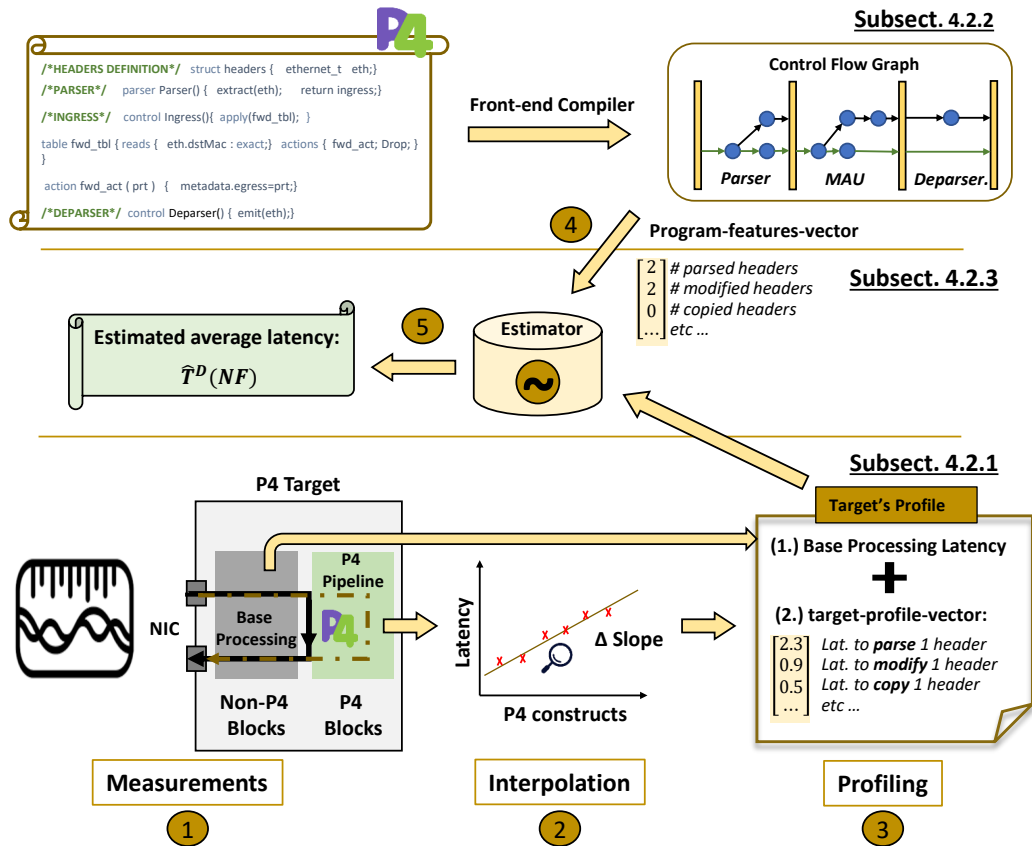 P4
Subsect. 4.2.2
/*HEADERS DEFINITION*/ struct headers { ethernet_t eth;}
/*PARSER*/ parser Parser() { extract(eth); return ingress;}
/*INGRESS*/ control Ingress(){ apply(fwd_tbl); }
table fwd_tbl { reads { eth.dstMac : exact;} actions { fwd_act; Drop; }
}
action fwd_act ( prt ) { metadata.egress=prt;}
/*DEPARSER*/ control Deparser() { emit(eth);}
Front-end Compiler
Control Flow Graph
Parser MAU Deparser.
4
Program-features-vector
Subsect. 4.2.3
2 # parsed headers
2 # modified headers
0 # copied headers
... etc ...
Estimator
~
5
Estimated average latency:
T̂^D(NF)
Subsect. 4.2.1
P4 Target
NIC
Base
Processing
P4
Pipeline
P4
Non-P4
Blocks
P4
Blocks
Latency
Δ Slope
P4 constructs
Target's Profile
(1.) Base Processing Latency
+
(2.) target-profile-vector:
2.3 Lat. to parse 1 header
0.9 Lat. to modify 1 header
0.5 Lat. to copy 1 header
... etc ...
Measurements
Interpolation
Profiling
1
2
3